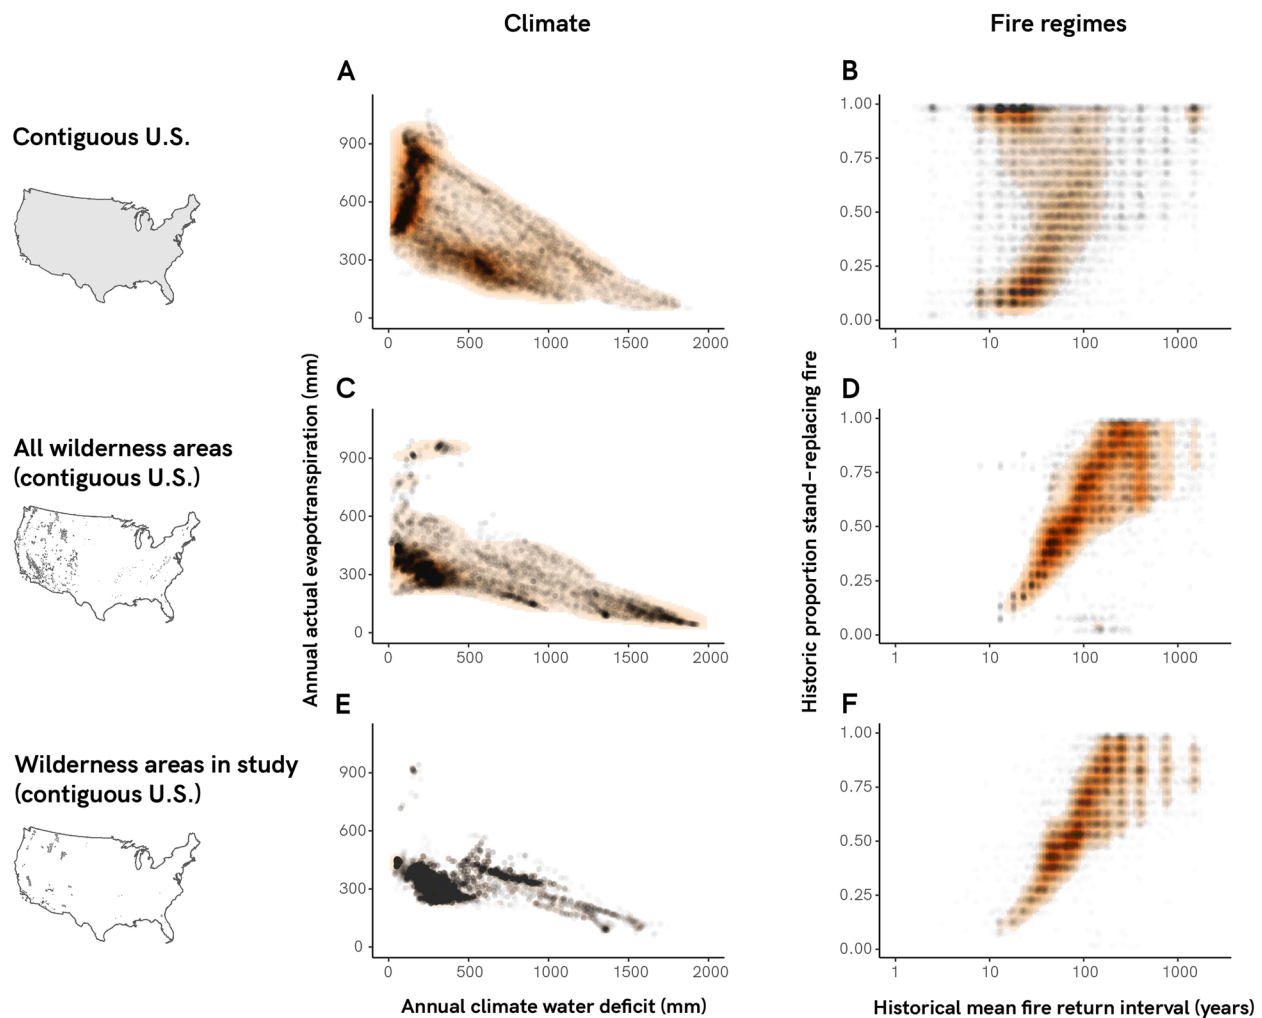 Climate
Fire regimes
A
B
Contiguous U.S.
900
600
300
0
0 500 1000 1500 2000
1.00
0.75
0.50
0.25
0.00
1 10 100 1000
Annual actual evapotranspiration (mm)
Historic proportion stand-replacing fire
C
D
All wilderness areas
(contiguous U.S.)
900
600
300
0
0 500 1000 1500 2000
1.00
0.75
0.50
0.25
0.00
1 10 100 1000
E
F
Wilderness areas in study
(contiguous U.S.)
900
600
300
0
0 500 1000 1500 2000
1.00
0.75
0.50
0.25
0.00
1 10 100 1000
Annual climate water deficit (mm)
Historical mean fire return interval (years)